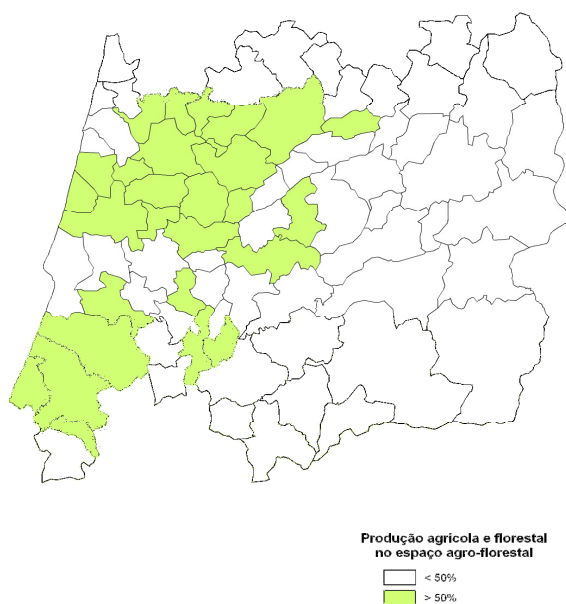 Produção agrícola e florestal
no espaço agro-florestal
< 50%
> 50%